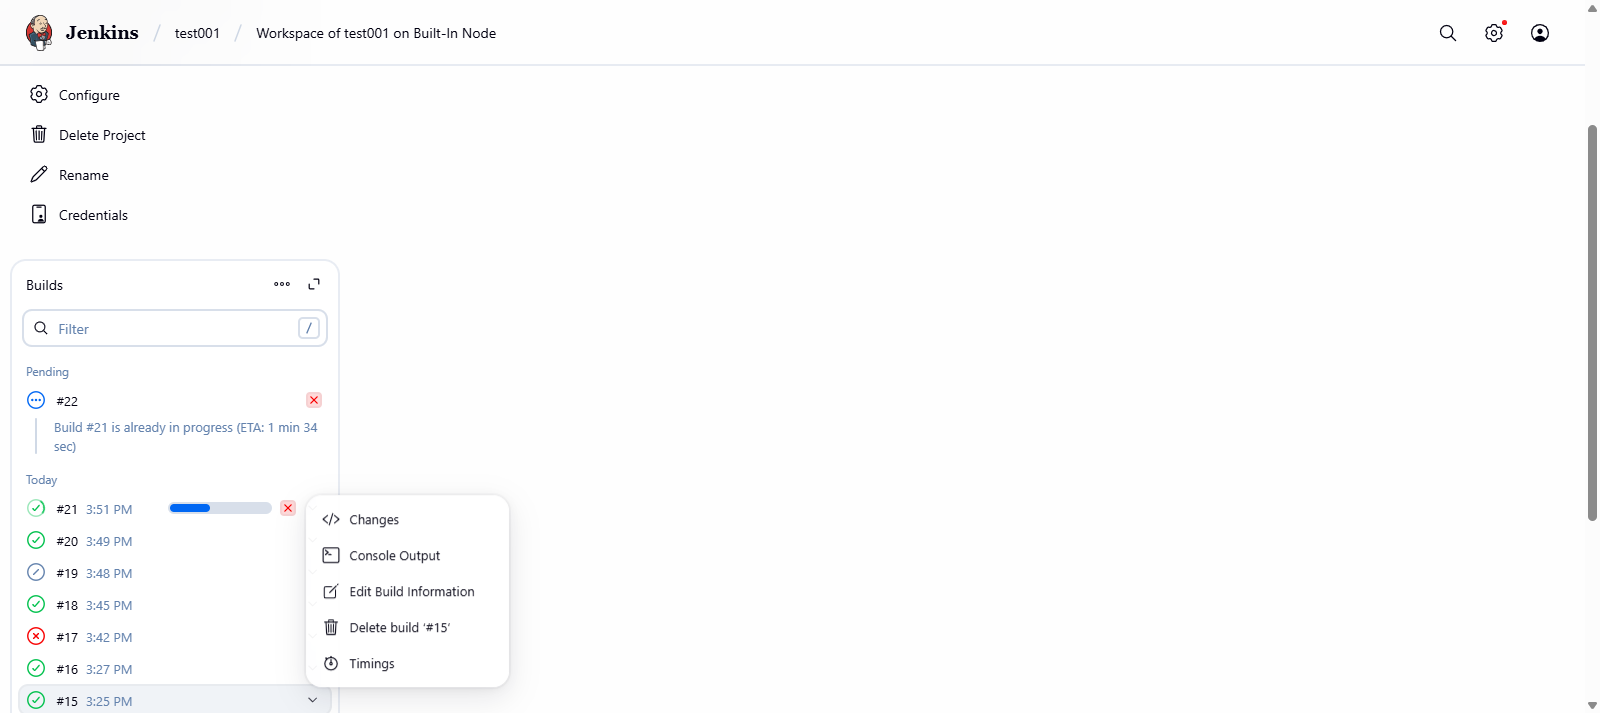 Jenkins / test001 / Workspace of test001 on Built-In Node
Configure
Delete Project
Rename
Credentials
Builds
Filter /
Pending
#22
Build #21 is already in progress (ETA: 1 min 34
sec)
Today
#21 3:51 PM
#20 3:49 PM
#19 3:48 PM
#18 3:45 PM
#17 3:42 PM
#16 3:27 PM
#15 3:25 PM
Changes
Console Output
Edit Build Information
Delete build ‘#15’
Timings